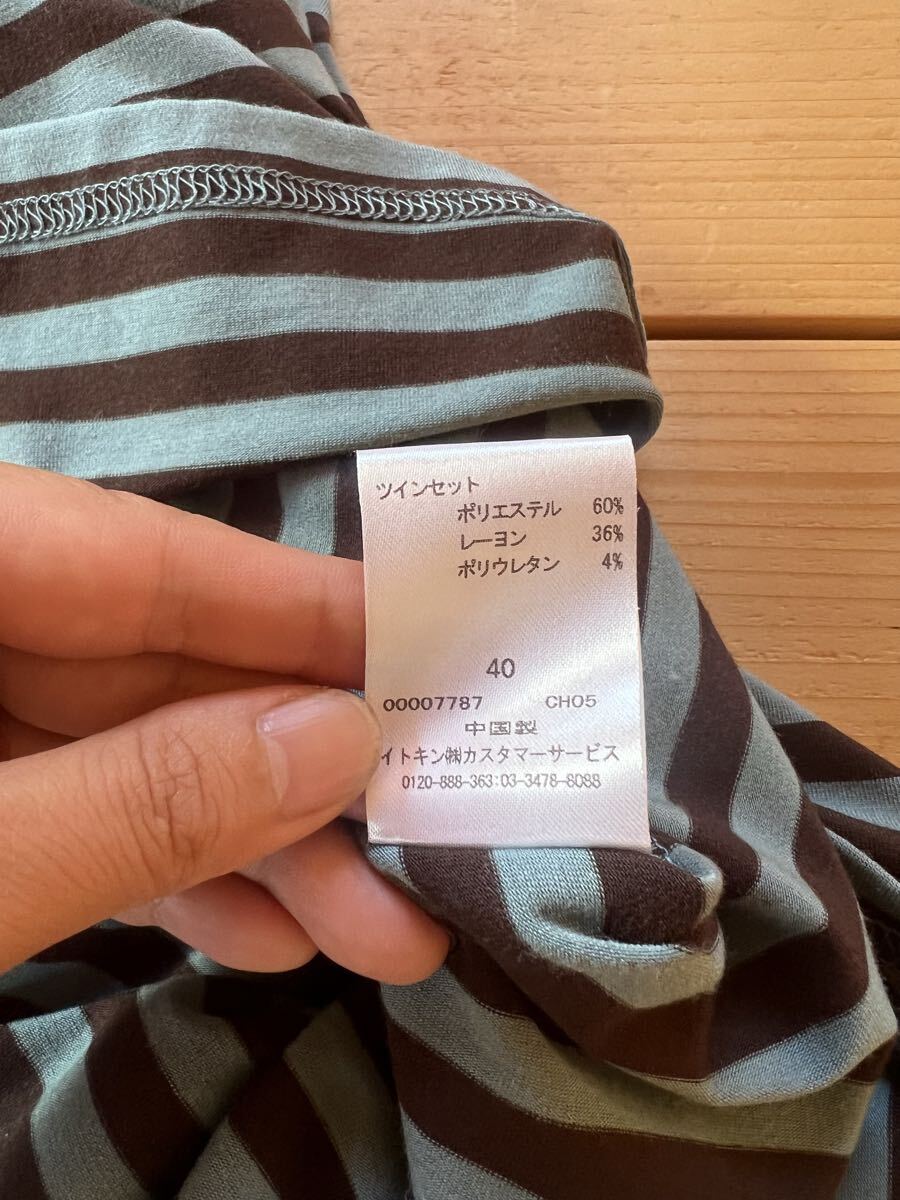 ツインセット
ポリエステル 60%
レーヨン 36%
ポリウレタン 4%
40
00007787 CH05
中国製
イトキン㈱カスタマーサービス
0120-888-363:03-3478-8088